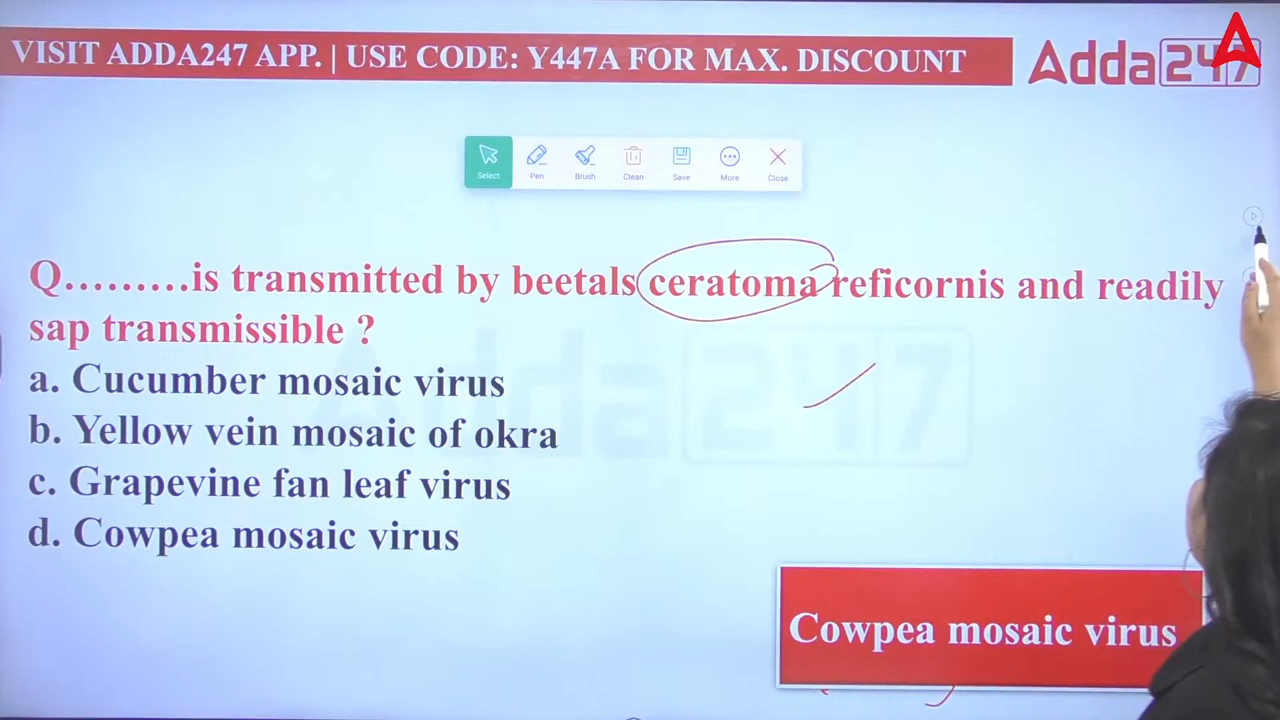 VISIT ADDA247 APP. | USE CODE: Y447A FOR MAX. DISCOUNT
Adda247
Select Pen Brush Clean Save More Close
Q.........is transmitted by beetals ceratoma reficornis and readily
sap transmissible ?
a. Cucumber mosaic virus
b. Yellow vein mosaic of okra
c. Grapevine fan leaf virus
d. Cowpea mosaic virus
Adda247
Cowpea mosaic virus